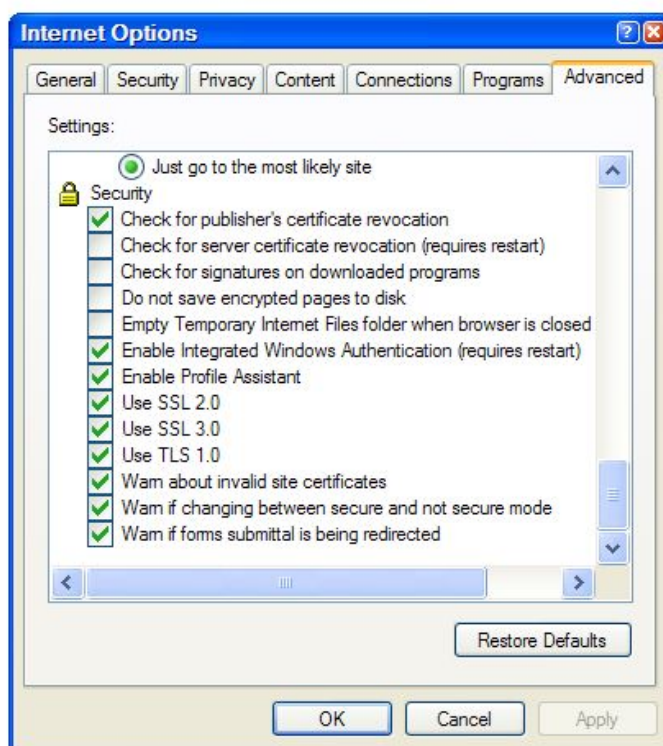 Internet Options
General Security Privacy Content Connections Programs Advanced
Settings:
Just go to the most likely site
Security
Check for publisher's certificate revocation
Check for server certificate revocation (requires restart)
Check for signatures on downloaded programs
Do not save encrypted pages to disk
Empty Temporary Internet Files folder when browser is closed
Enable Integrated Windows Authentication (requires restart)
Enable Profile Assistant
Use SSL 2.0
Use SSL 3.0
Use TLS 1.0
Warn about invalid site certificates
Warn if changing between secure and not secure mode
Warn if forms submittal is being redirected
Restore Defaults
OK Cancel Apply